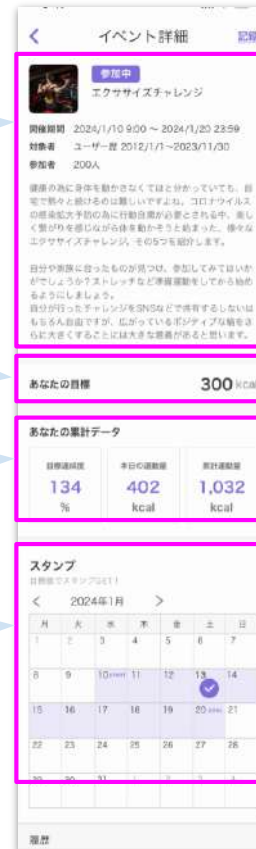 イベント詳細
記録
参加中
エクササイズチャレンジ
開催期間 2024/1/10 9:00 ~ 2024/1/20 23:59
対象者 ユーザー歴 2012/1/1~2023/11/30
参加者 200人
健康の為に身体を動かさなくてはと分かっていても、自
宅で黙々と続けるのは難しいですよね。コロナウイルス
の感染拡大予防の為に行動自粛が必要とされる中、楽し
く繋がりを感じながら体を動かそうと始まった、様々な
エクササイズチャレンジ、その5つを紹介します。
自分や家族に合ったものが見つけ、参加してみてはいか
がでしょうか？ストレッチなど準備運動をしてから始め
るようにしましょう。
自分が行ったチャレンジをSNSなどで共有するしないは
もちろん自由ですが、広がっているポジティブな輪をさ
らに大きくすることには大きな意義があると思います。
あなたの目標 300 kcal
あなたの累計データ
目標達成度 本日の運動量 累計運動量
134 402 1,032
% kcal kcal
スタンプ
目標値でスタンプGET！
< 2024年1月 >
月 火 水 木 金 土 日
1 2 3 4 5 6 7
8 9 10 11 12 13 14
15 16 17 18 19 20 21
22 23 24 25 26 27 28
29 30 31 1 2 3 4
履歴